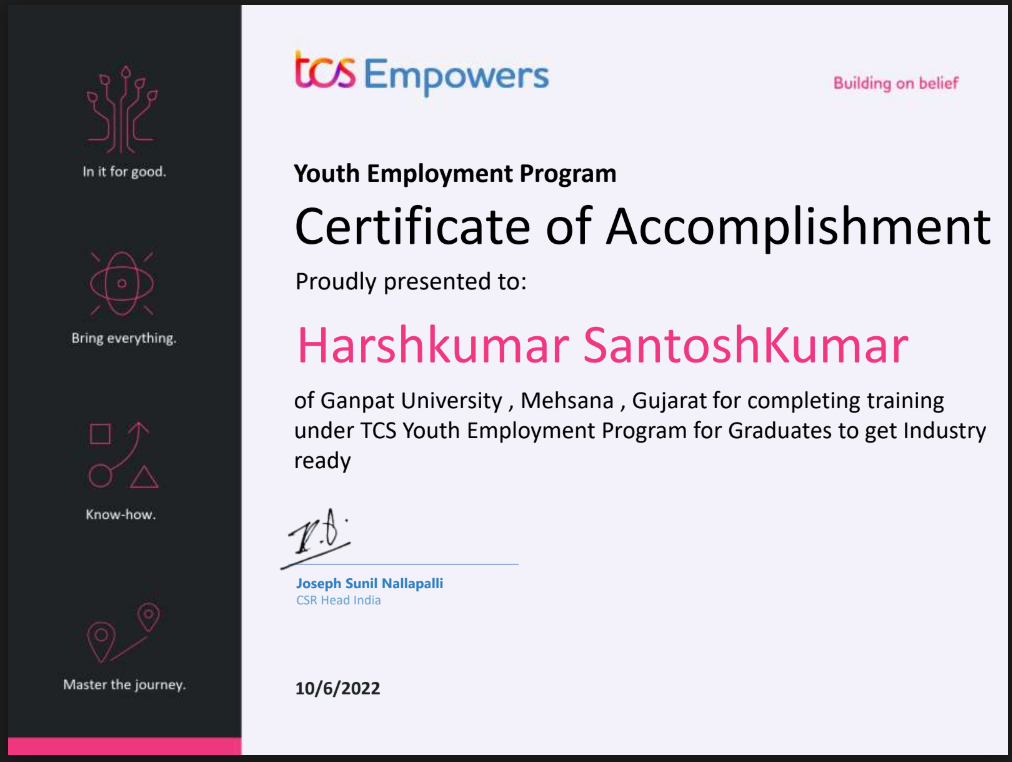 In it for good.
Bring everything.
Know-how.
Master the journey.
tcs Empowers
Building on belief
Youth Employment Program
Certificate of Accomplishment
Proudly presented to:
Harshkumar SantoshKumar
of Ganpat University , Mehsana , Gujarat for completing training
under TCS Youth Employment Program for Graduates to get Industry
ready
Joseph Sunil Nallapalli
CSR Head India
10/6/2022